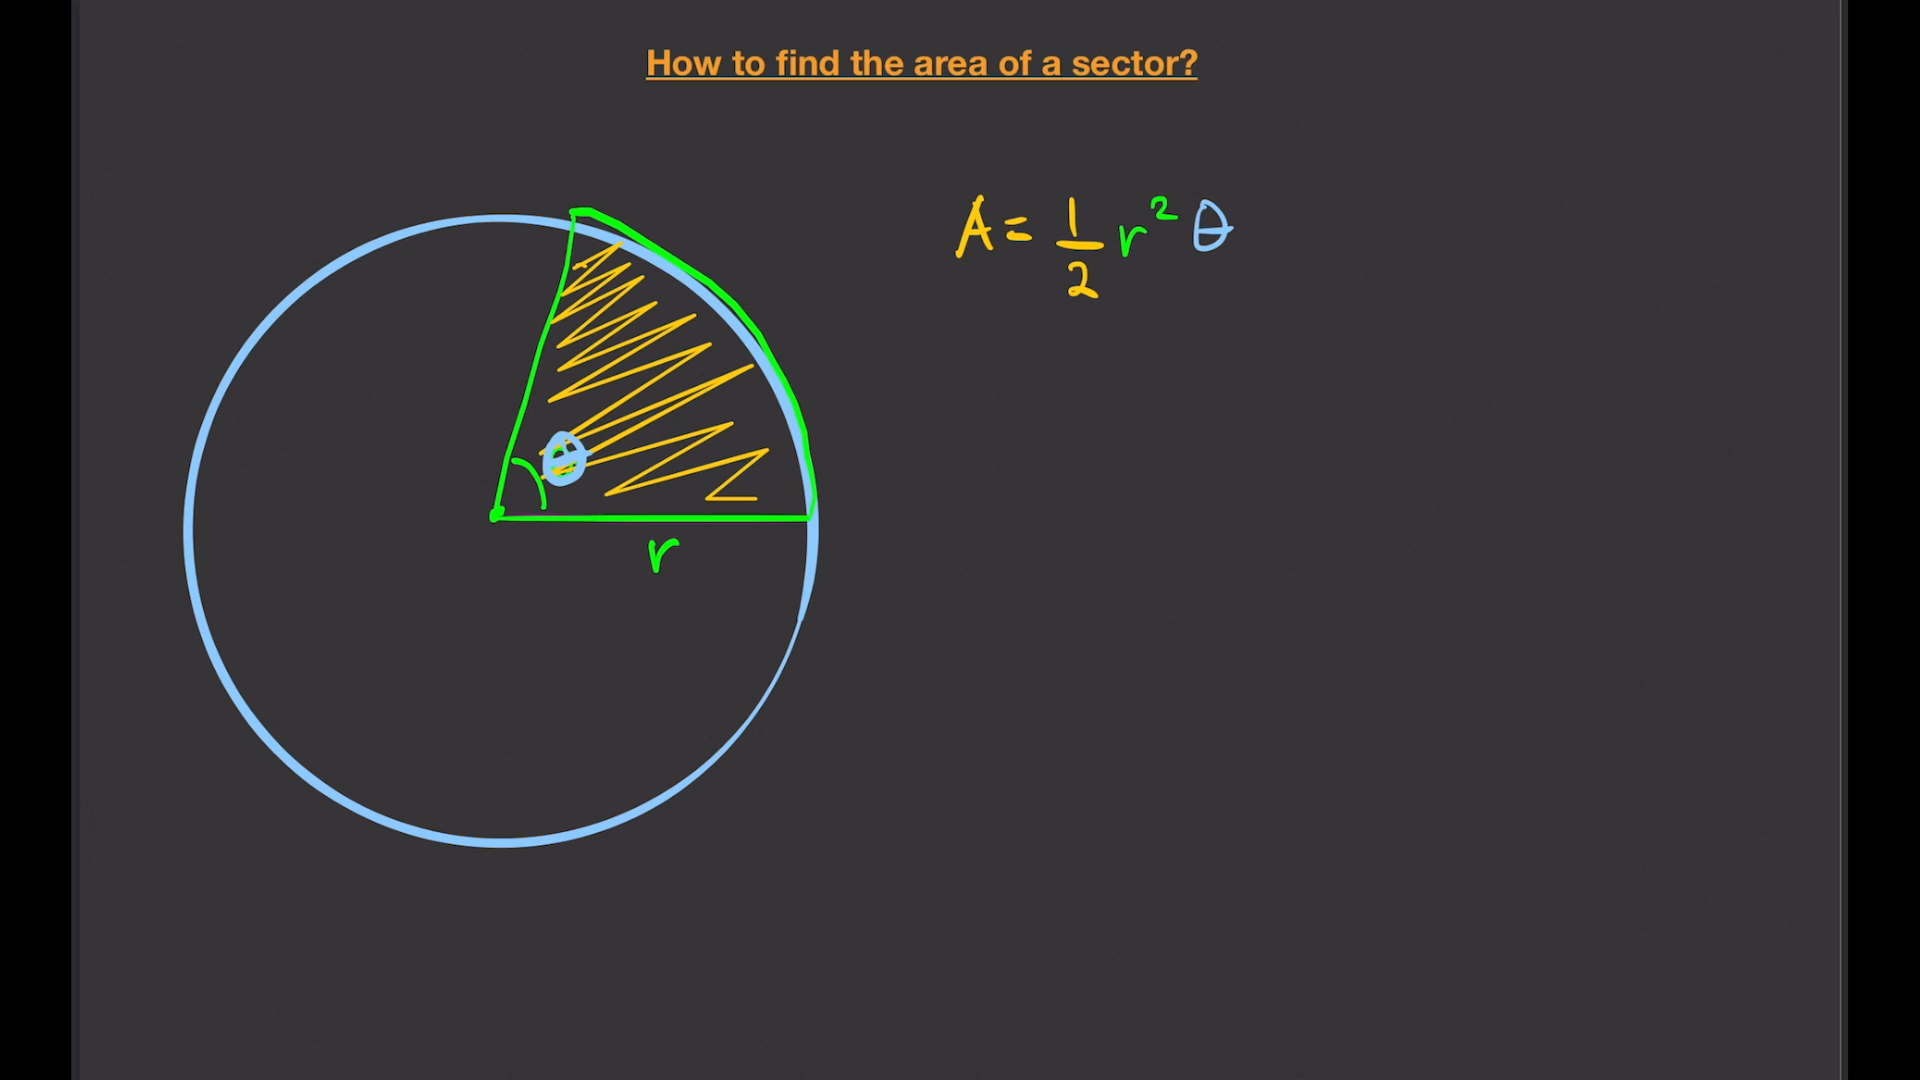 How to find the area of a sector?
A = 1/2 r² θ
θ
r